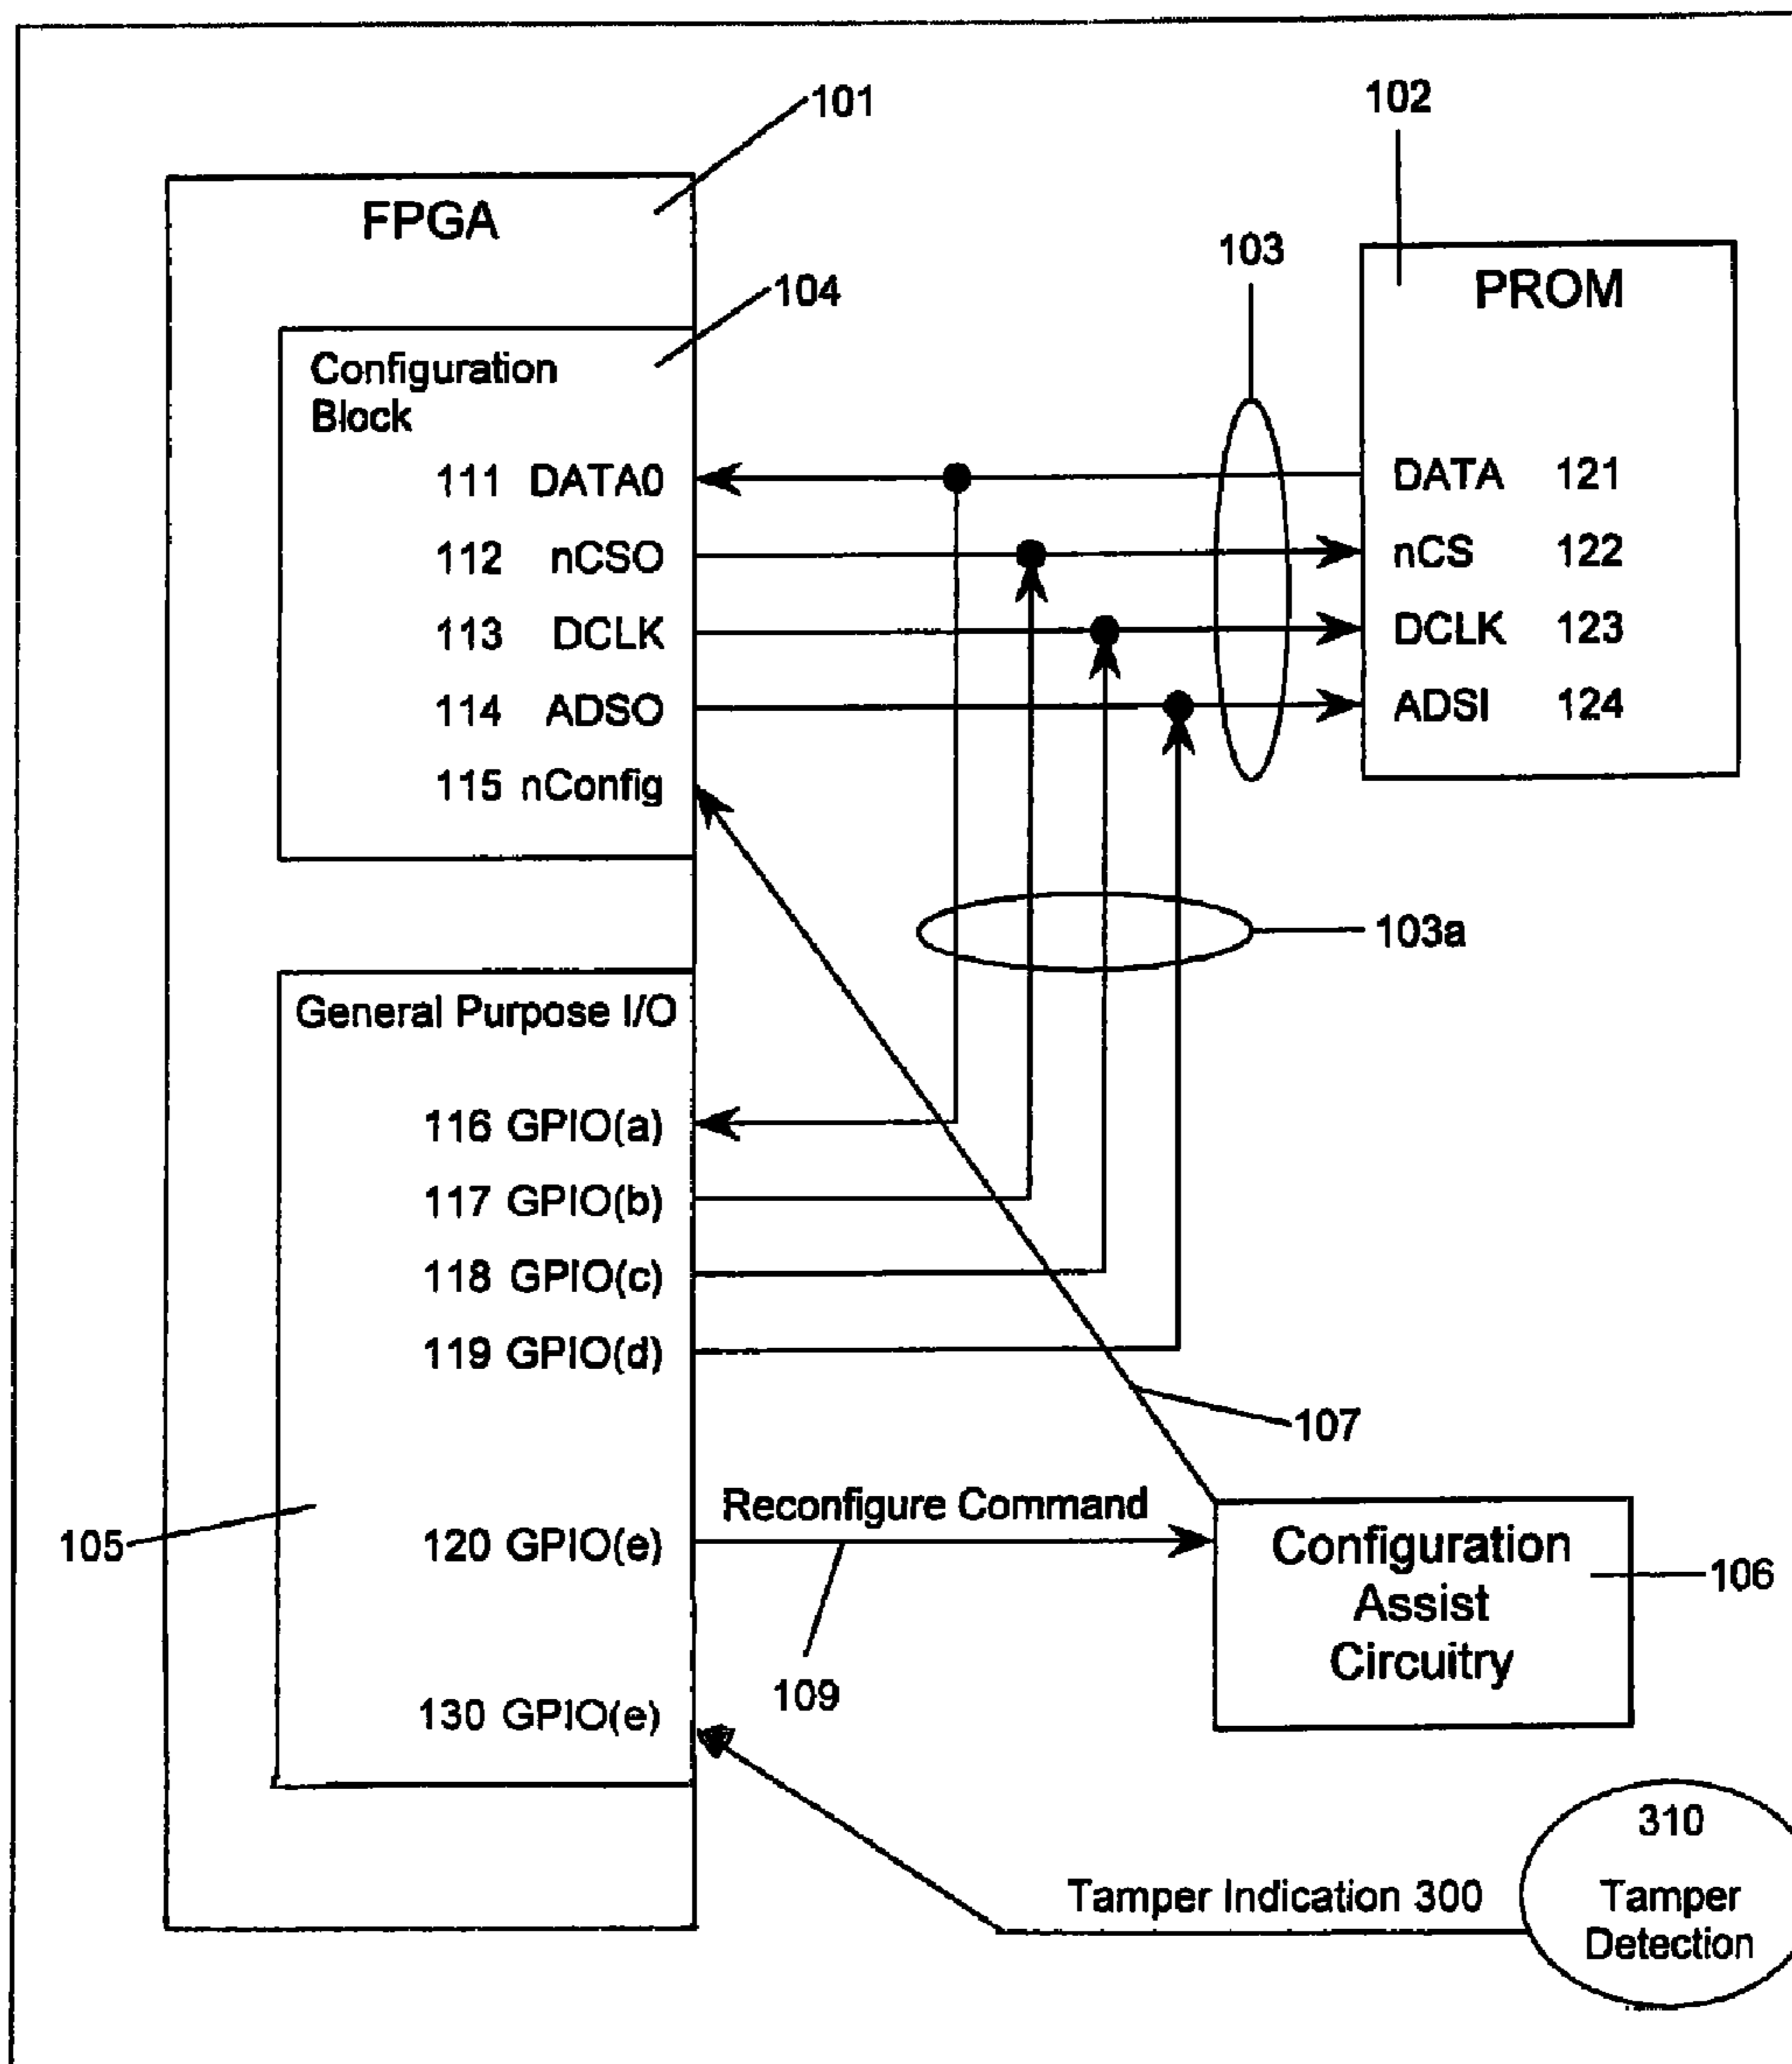 101
102
FPGA
103
PROM
104
Configuration
Block
111 DATA0
DATA 121
112 nCSO
nCS 122
113 DCLK
DCLK 123
114 ADSO
ADSI 124
115 nConfig
103a
General Purpose I/O
116 GPIO(a)
117 GPIO(b)
118 GPIO(c)
119 GPIO(d)
107
Reconfigure Command
105
120 GPIO(e)
Configuration
Assist
Circuitry
106
109
130 GPIO(e)
310
Tamper Indication 300
Tamper
Detection